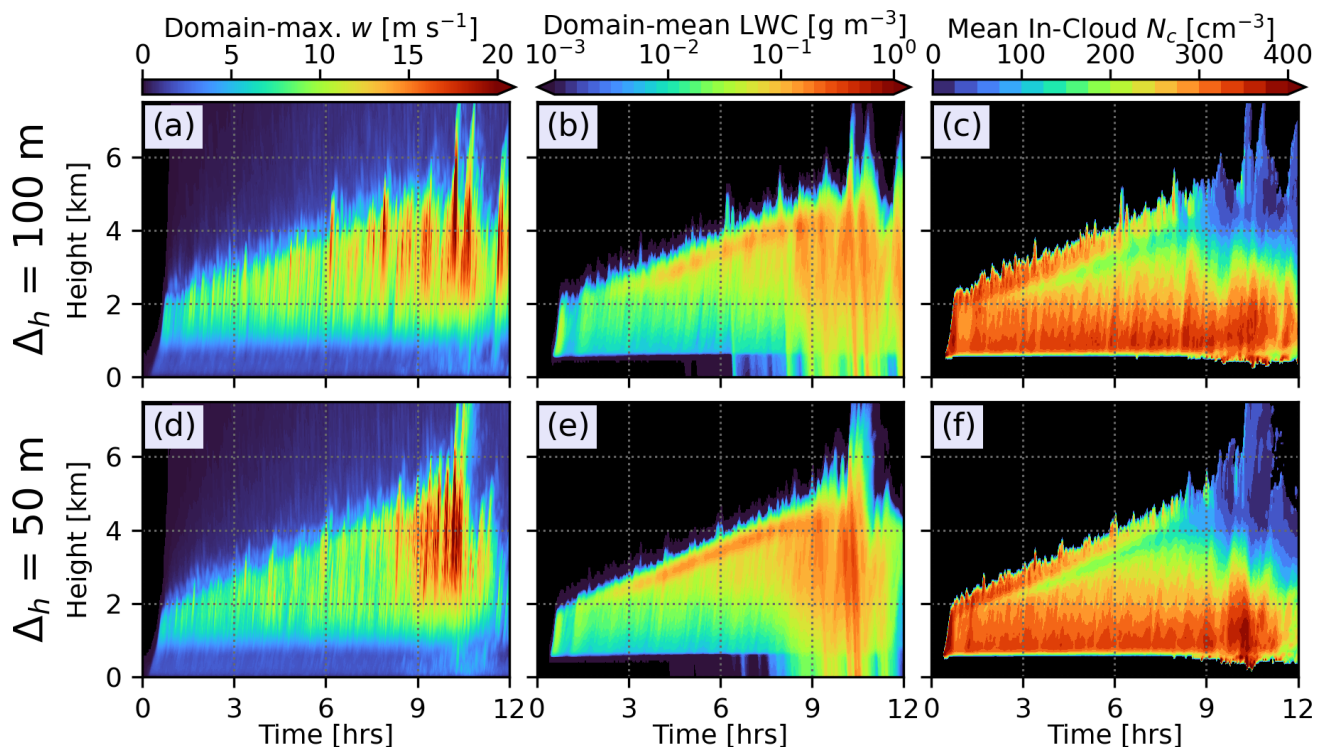 Domain-max. w [m s⁻¹]
0 5 10 15 20
Domain-mean LWC [g m⁻³]
10⁻³ 10⁻² 10⁻¹ 10⁰
Mean In-Cloud N_c [cm⁻³]
0 100 200 300 400
Δ_h = 100 m
Height [km]
6
4
2
0
(a)
(b)
(c)
Δ_h = 50 m
Height [km]
6
4
2
0
(d)
(e)
(f)
0 3 6 9 12
Time [hrs]
0 3 6 9 12
Time [hrs]
0 3 6 9 12
Time [hrs]